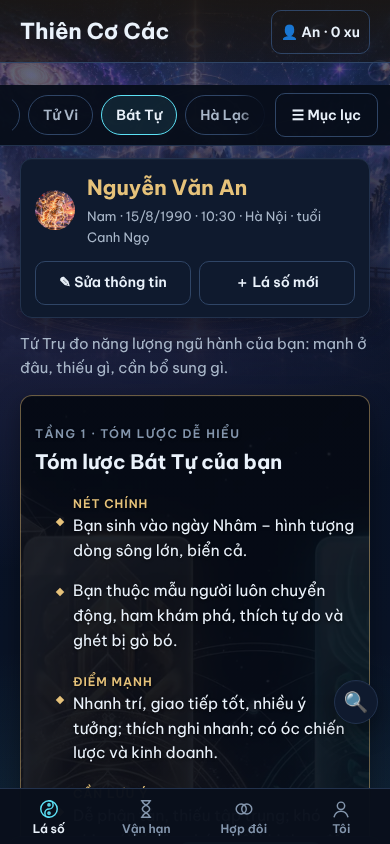 Thiên Cơ Các
An · 0 xu
Tử Vi
Bát Tự
Hà Lạc
☰ Mục lục
Nguyễn Văn An
Nam · 15/8/1990 · 10:30 · Hà Nội · tuổi
Canh Ngọ
✎ Sửa thông tin
+ Lá số mới
Tứ Trụ đo năng lượng ngũ hành của bạn: mạnh ở
đâu, thiếu gì, cần bổ sung gì.
TẦNG 1 · TÓM LƯỢC DỄ HIỂU
Tóm lược Bát Tự của bạn
NÉT CHÍNH
Bạn sinh vào ngày Nhâm – hình tượng
dòng sông lớn, biển cả.
Bạn thuộc mẫu người luôn chuyển
động, ham khám phá, thích tự do và
ghét bị gò bó.
ĐIỂM MẠNH
Nhanh trí, giao tiếp tốt, nhiều ý
tưởng; thích nghi nhanh; có óc chiến
lược và kinh doanh.
Lá số
Vận hạn
Hợp đôi
Tôi